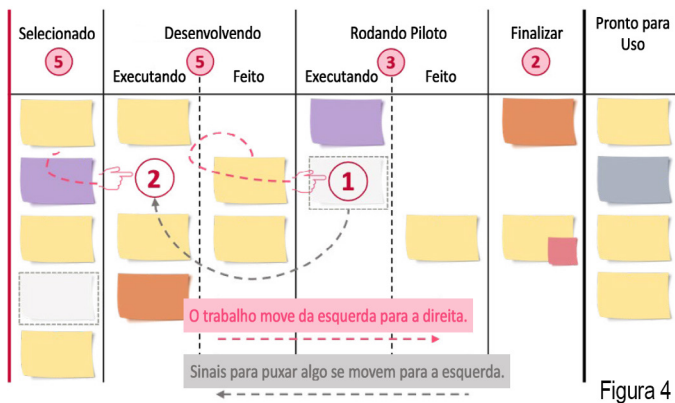 Selecionado
5
Desenvolvendo
5
Executando
Feito
Rodando Piloto
3
Executando
Feito
Finalizar
2
Pronto para
Uso
2
1
O trabalho move da esquerda para a direita.
Sinais para puxar algo se movem para a esquerda.
Figura 4